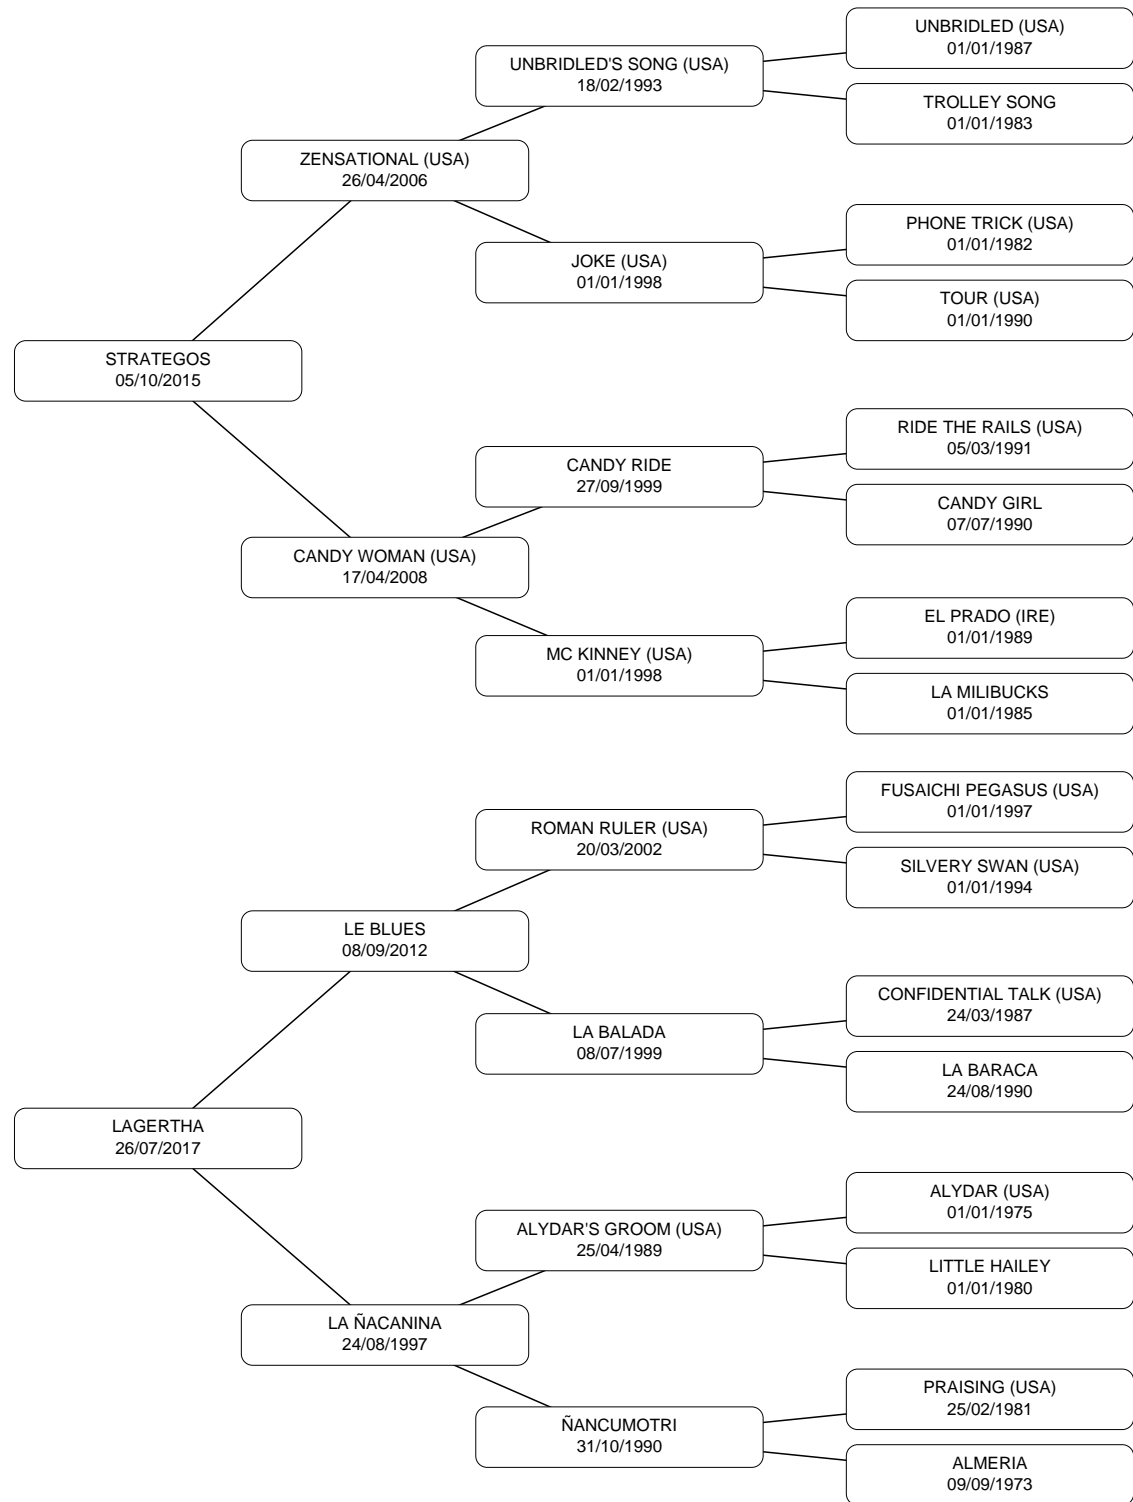 UNBRIDLED (USA)
01/01/1987
UNBRIDLED'S SONG (USA)
18/02/1993
TROLLEY SONG
01/01/1983
ZENSATIONAL (USA)
26/04/2006
PHONE TRICK (USA)
01/01/1982
JOKE (USA)
01/01/1998
TOUR (USA)
01/01/1990
STRATEGOS
05/10/2015
RIDE THE RAILS (USA)
05/03/1991
CANDY RIDE
27/09/1999
CANDY GIRL
07/07/1990
CANDY WOMAN (USA)
17/04/2008
EL PRADO (IRE)
01/01/1989
MC KINNEY (USA)
01/01/1998
LA MILIBUCKS
01/01/1985
FUSAICHI PEGASUS (USA)
01/01/1997
ROMAN RULER (USA)
20/03/2002
SILVERY SWAN (USA)
01/01/1994
LE BLUES
08/09/2012
CONFIDENTIAL TALK (USA)
24/03/1987
LA BALADA
08/07/1999
LA BARACA
24/08/1990
LAGERTHA
26/07/2017
ALYDAR (USA)
01/01/1975
ALYDAR'S GROOM (USA)
25/04/1989
LITTLE HAILEY
01/01/1980
LA ÑACANINA
24/08/1997
PRAISING (USA)
25/02/1981
ÑANCUMOTRI
31/10/1990
ALMERIA
09/09/1973